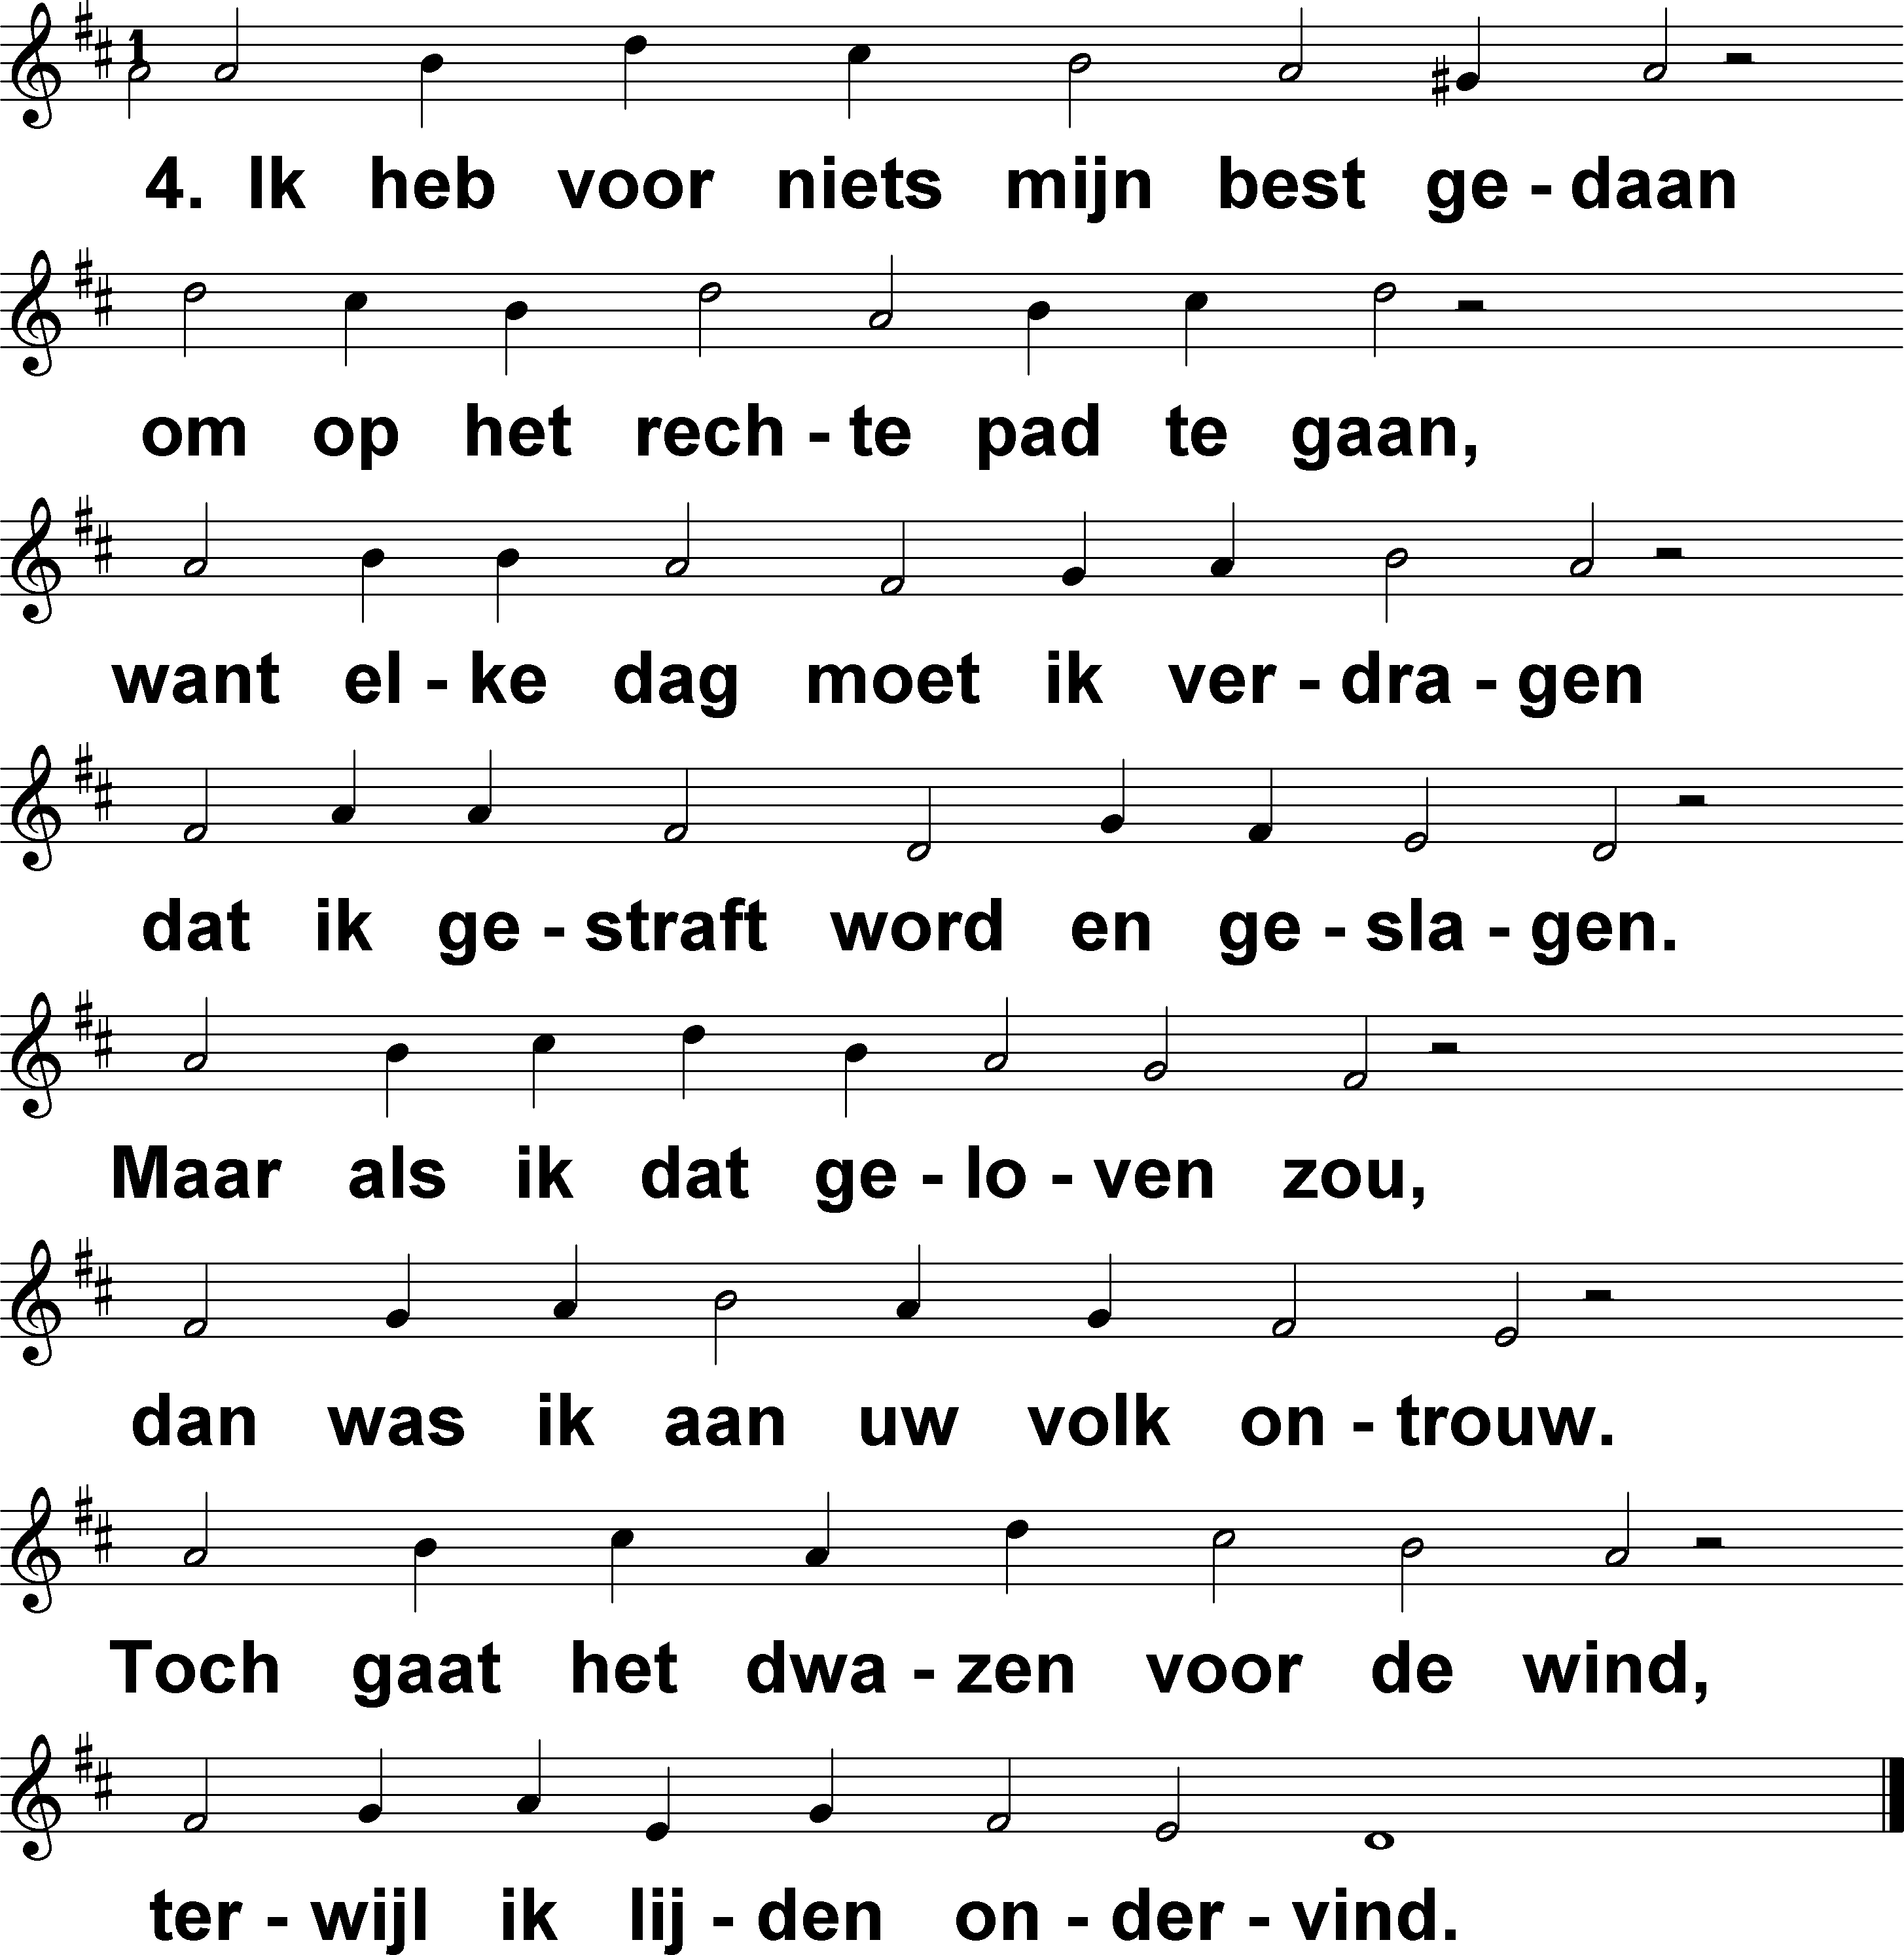 4. Ik heb voor niets mijn best ge - daan
om op het rech - te pad te gaan,
want el - ke dag moet ik ver - dra - gen
dat ik ge - straft word en ge - sla - gen.
Maar als ik dat ge - lo - ven zou,
dan was ik aan uw volk on - trouw.
Toch gaat het dwa - zen voor de wind,
ter - wijl ik lij - den on - der - vind.